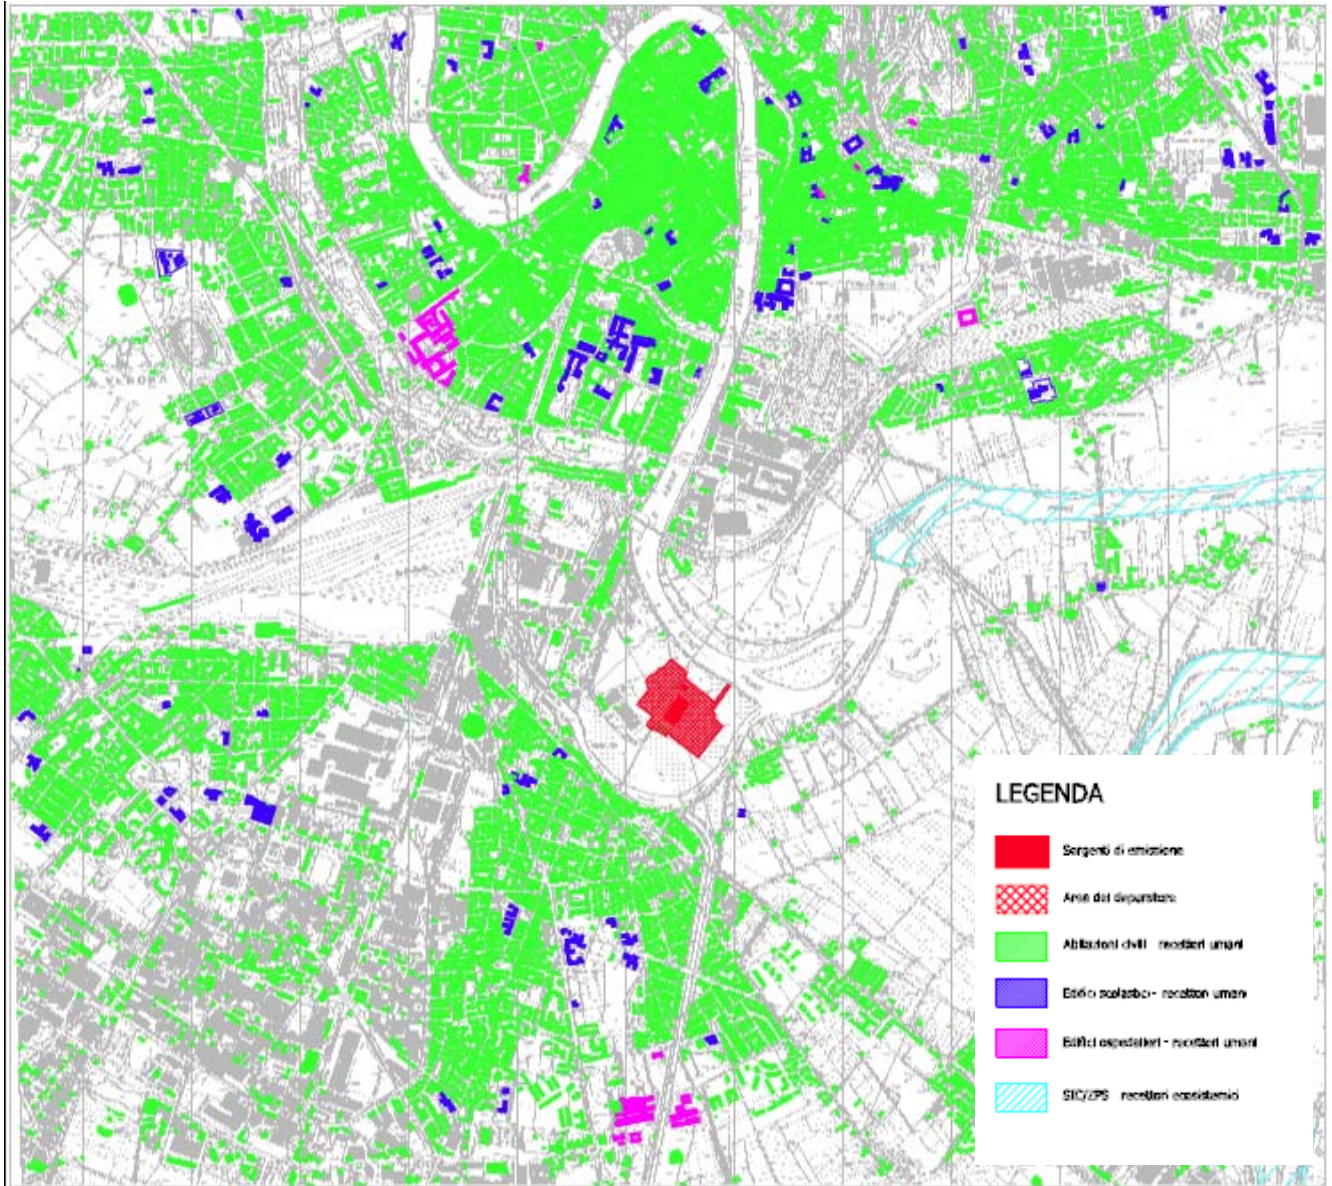 VERONA
LEGENDA
Sorgenti di emissione
Area del depuratore
Abitazioni civili - recettori umani
Edifici scolastici - recettori umani
Edifici ospedalieri - recettori umani
SIC/ZPS - recettori ecosistemici